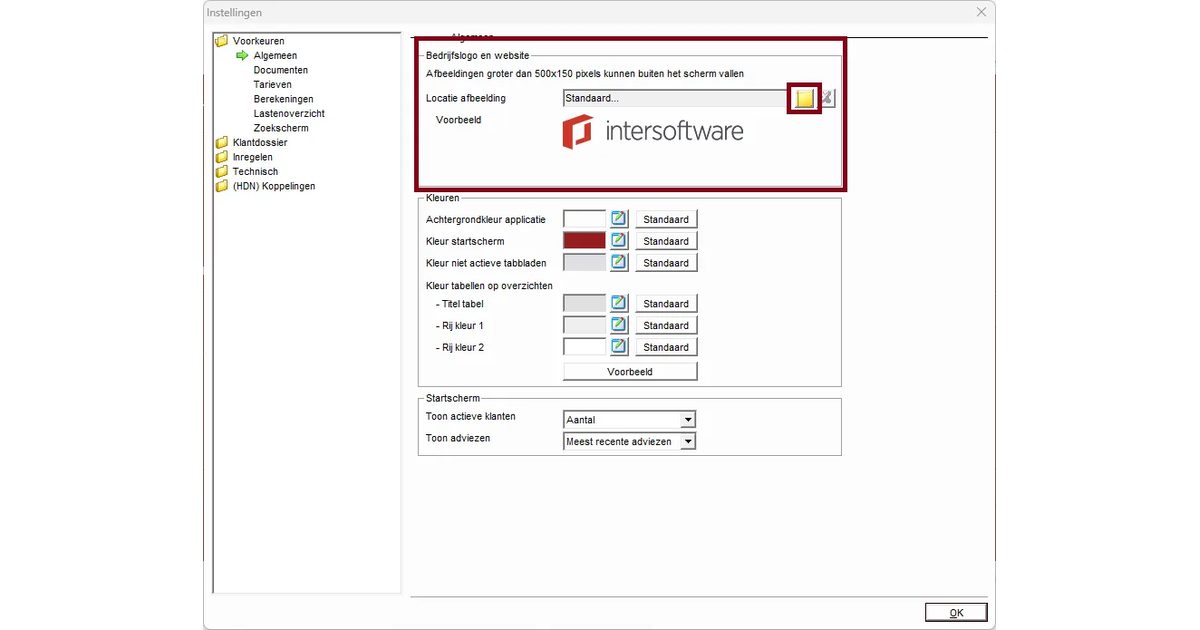 Instellingen
Voorkeuren
Algemeen
Documenten
Tarieven
Berekeningen
Lastenoverzicht
Zoekscherm
Klantdossier
Inregelen
Technisch
(HDN) Koppelingen
Algemeen
Bedrijfslogo en website
Afbeeldingen groter dan 500x150 pixels kunnen buiten het scherm vallen
Locatie afbeelding Standaard...
Voorbeeld
intersoftware
Kleuren
Achtergrondkleur applicatie Standaard
Kleur startscherm Standaard
Kleur niet actieve tabbladen Standaard
Kleur tabellen op overzichten
- Titel tabel Standaard
- Rij kleur 1 Standaard
- Rij kleur 2 Standaard
Voorbeeld
Startscherm
Toon actieve klanten Aantal
Toon adviezen Meest recente adviezen
OK